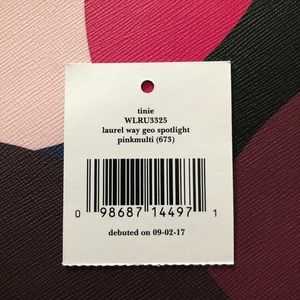 tinie
WLRU3325
laurel way geo spotlight
pinkmulti (673)
0 98687 14497 1
debuted on 09-02-17